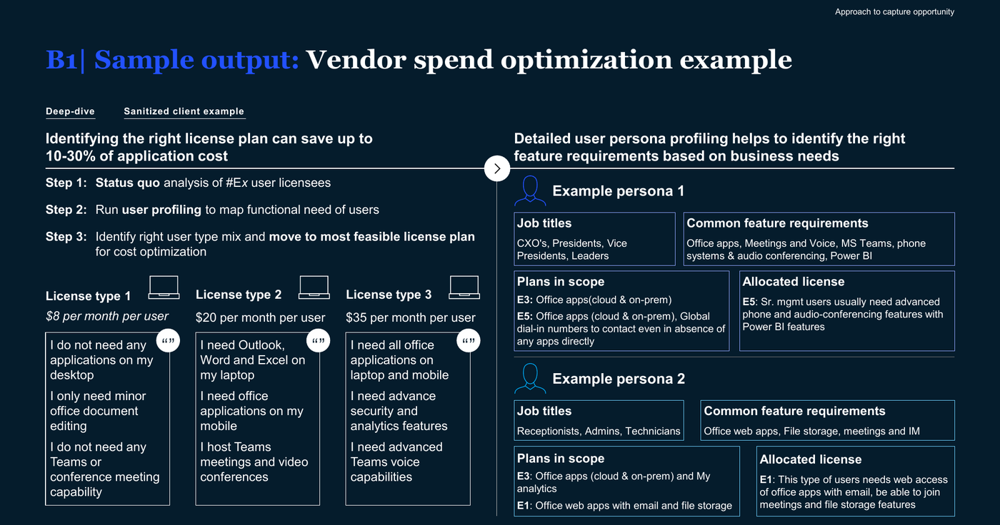 Approach to capture opportunity
B1| Sample output: Vendor spend optimization example
Deep-dive
Sanitized client example
Identifying the right license plan can save up to
10-30% of application cost
Step 1: Status quo analysis of #Ex user licensees
Step 2: Run user profiling to map functional need of users
Step 3: Identify right user type mix and move to most feasible license plan
for cost optimization
License type 1
$8 per month per user
“”
I do not need any
applications on my
desktop
I only need minor
office document
editing
I do not need any
Teams or
conference meeting
capability
License type 2
$20 per month per user
“”
I need Outlook,
Word and Excel on
my laptop
I need office
applications on my
mobile
I host Teams
meetings and video
conferences
License type 3
$35 per month per user
“”
I need all office
applications on
laptop and mobile
I need advance
security and
analytics features
I need advanced
Teams voice
capabilities
Detailed user persona profiling helps to identify the right
feature requirements based on business needs
Example persona 1
Job titles
CXO's, Presidents, Vice
Presidents, Leaders
Common feature requirements
Office apps, Meetings and Voice, MS Teams, phone
systems & audio conferencing, Power BI
Plans in scope
E3: Office apps(cloud & on-prem)
E5: Office apps (cloud & on-prem), Global
dial-in numbers to contact even in absence of
any apps directly
Allocated license
E5: Sr. mgmt users usually need advanced
phone and audio-conferencing features with
Power BI features
Example persona 2
Job titles
Receptionists, Admins, Technicians
Common feature requirements
Office web apps, File storage, meetings and IM
Plans in scope
E3: Office apps (cloud & on-prem) and My
analytics
E1: Office web apps with email and file storage
Allocated license
E1: This type of users needs web access
of office apps with email, be able to join
meetings and file storage features